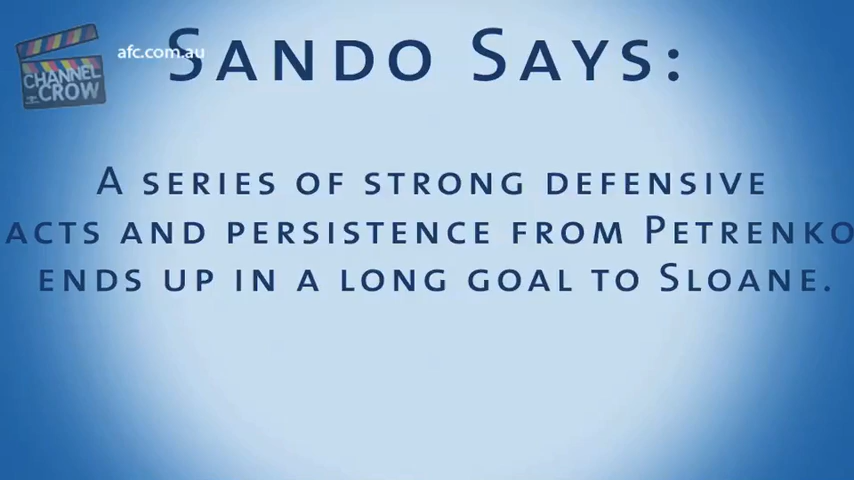 afc.com.au
CHANNEL
CROW
SANDO SAYS:
A SERIES OF STRONG DEFENSIVE
ACTS AND PERSISTENCE FROM PETRENKO
ENDS UP IN A LONG GOAL TO SLOANE.